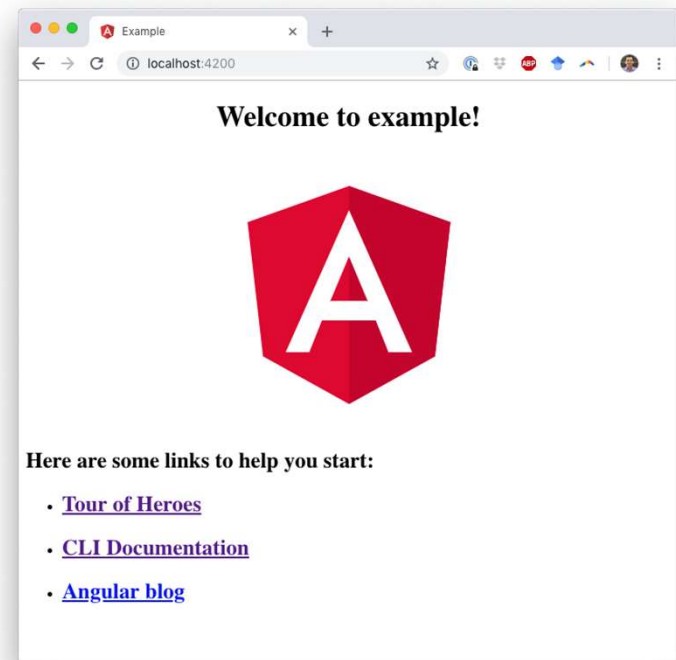 Example
localhost:4200
ABP
Welcome to example!
A
Here are some links to help you start:
Tour of Heroes
CLI Documentation
Angular blog